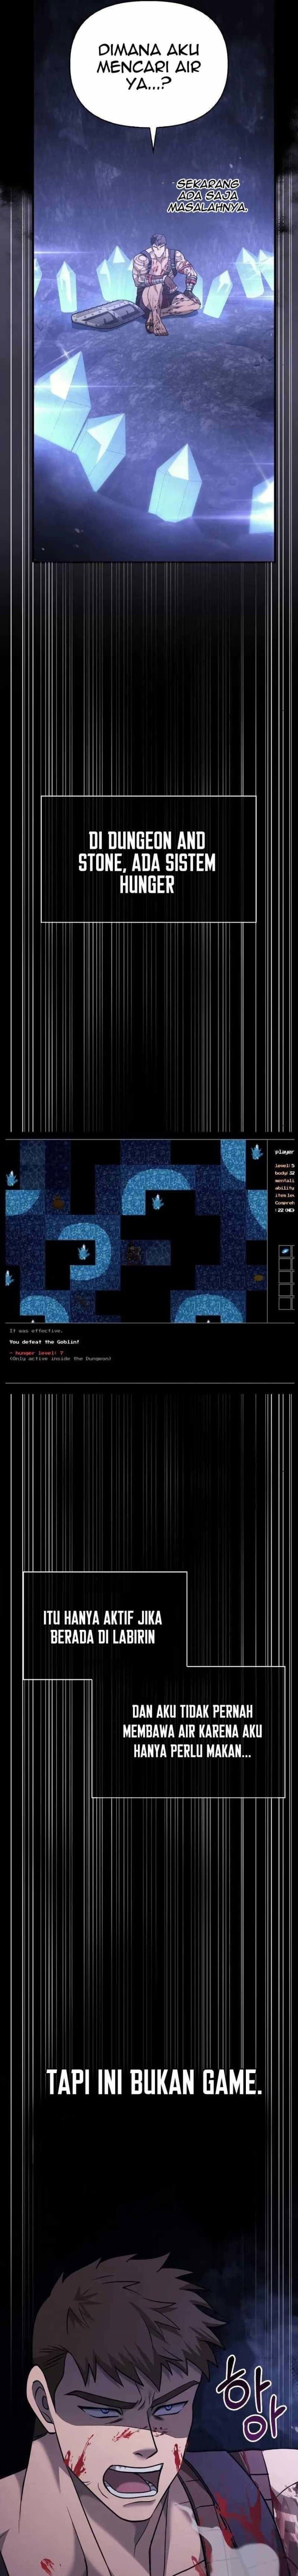 DIMANA AKU
MENCARI AIR
YA...?
SEKARANG
ADA SAJA
MASALAHNYA.
DI DUNGEON AND
STONE, ADA SISTEM
HUNGER
player
level: 5
It was effective.
You defeat the Goblin!
- hunger level: 7
(Only active inside the Dungeon)
ITU HANYA AKTIF JIKA
BERADA DI LABIRIN
DAN AKU TIDAK PERNAH
MEMBAWA AIR KARENA AKU
HANYA PERLU MAKAN...
TAPI INI BUKAN GAME.
하아